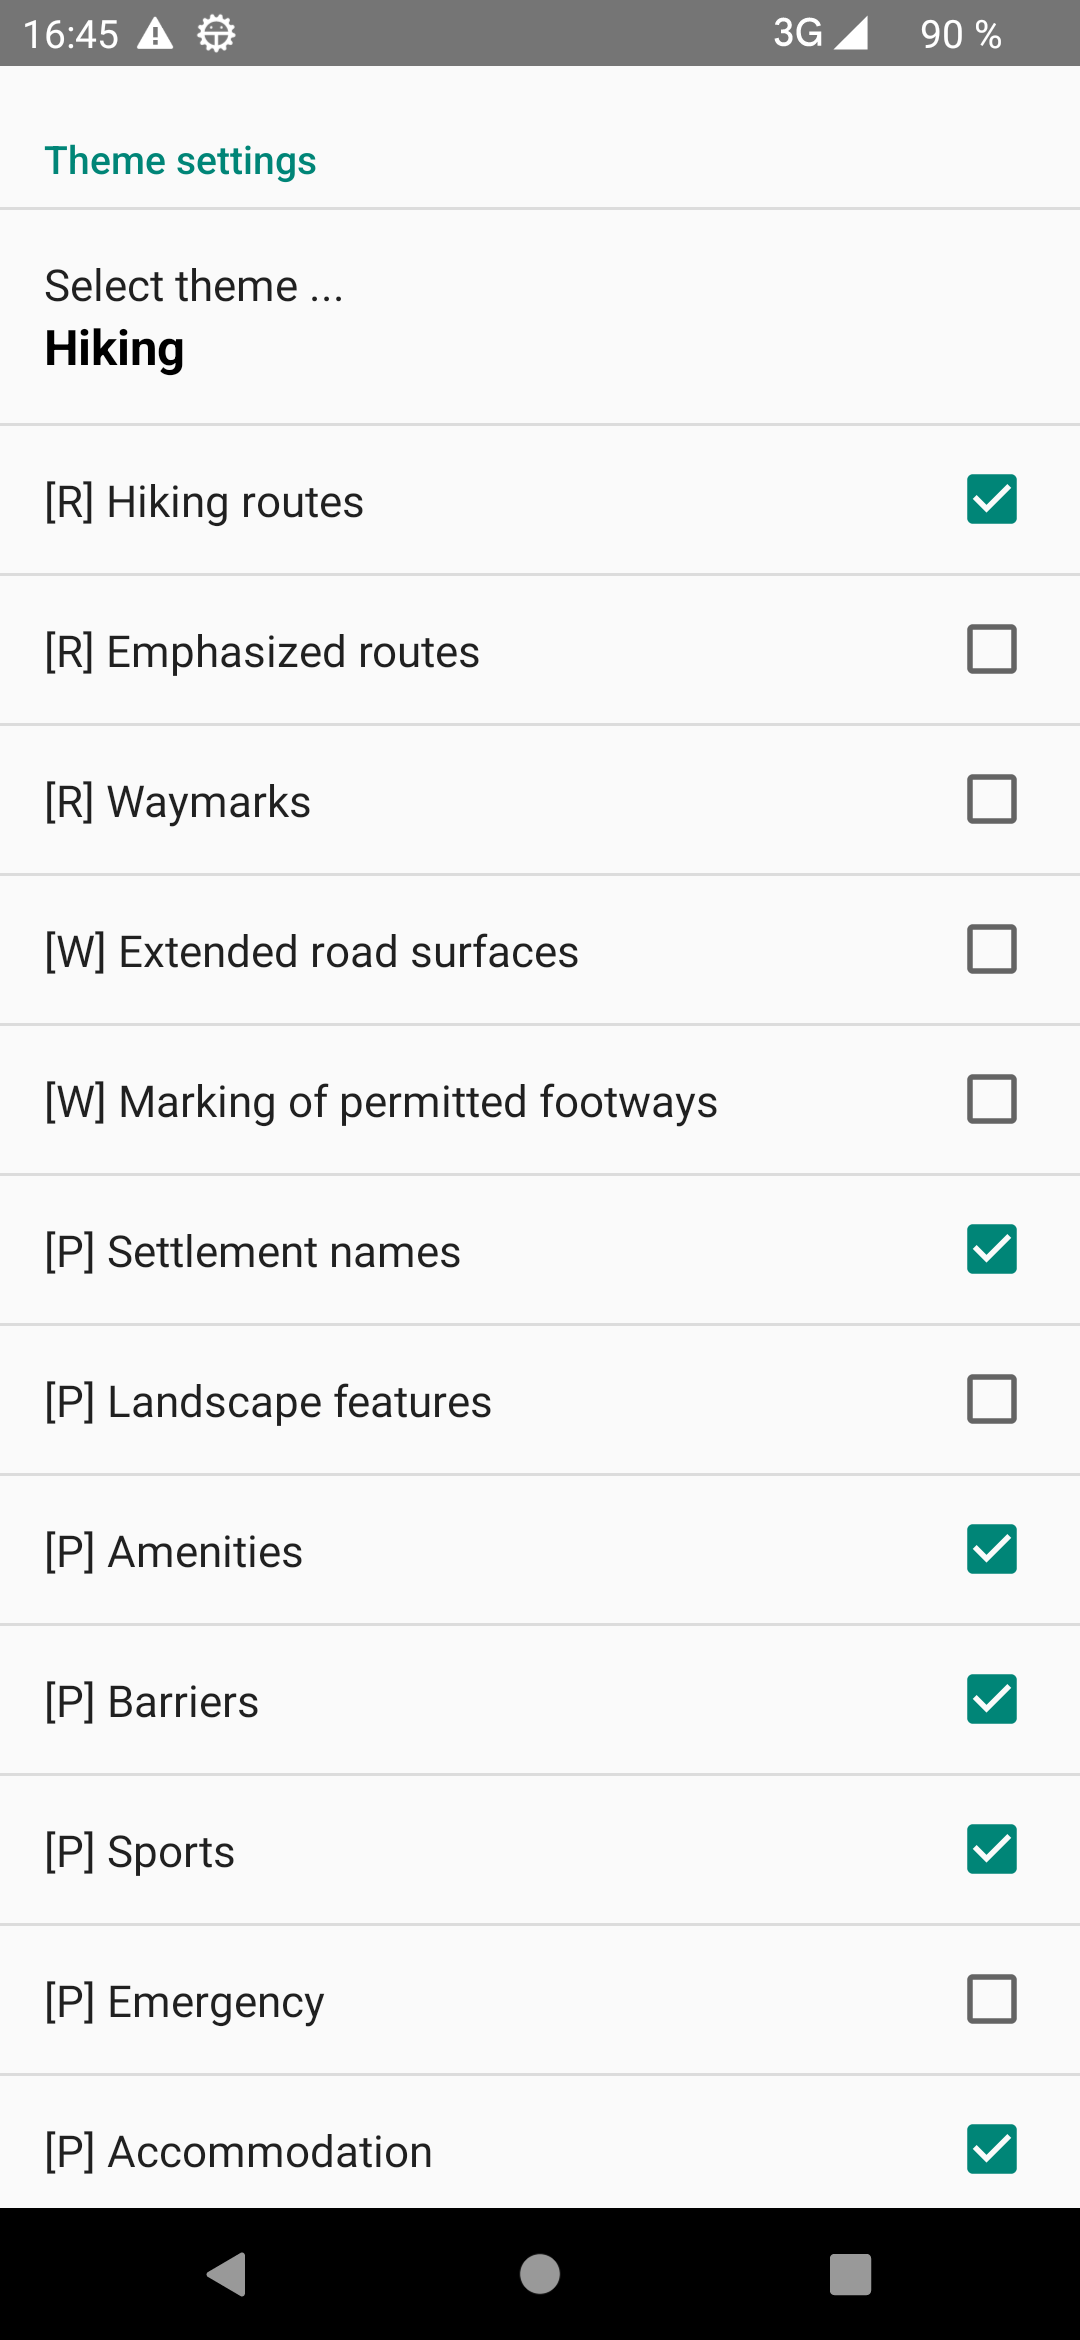 16:45 3G 90 %
Theme settings
Select theme ...
Hiking
[R] Hiking routes
[R] Emphasized routes
[R] Waymarks
[W] Extended road surfaces
[W] Marking of permitted footways
[P] Settlement names
[P] Landscape features
[P] Amenities
[P] Barriers
[P] Sports
[P] Emergency
[P] Accommodation